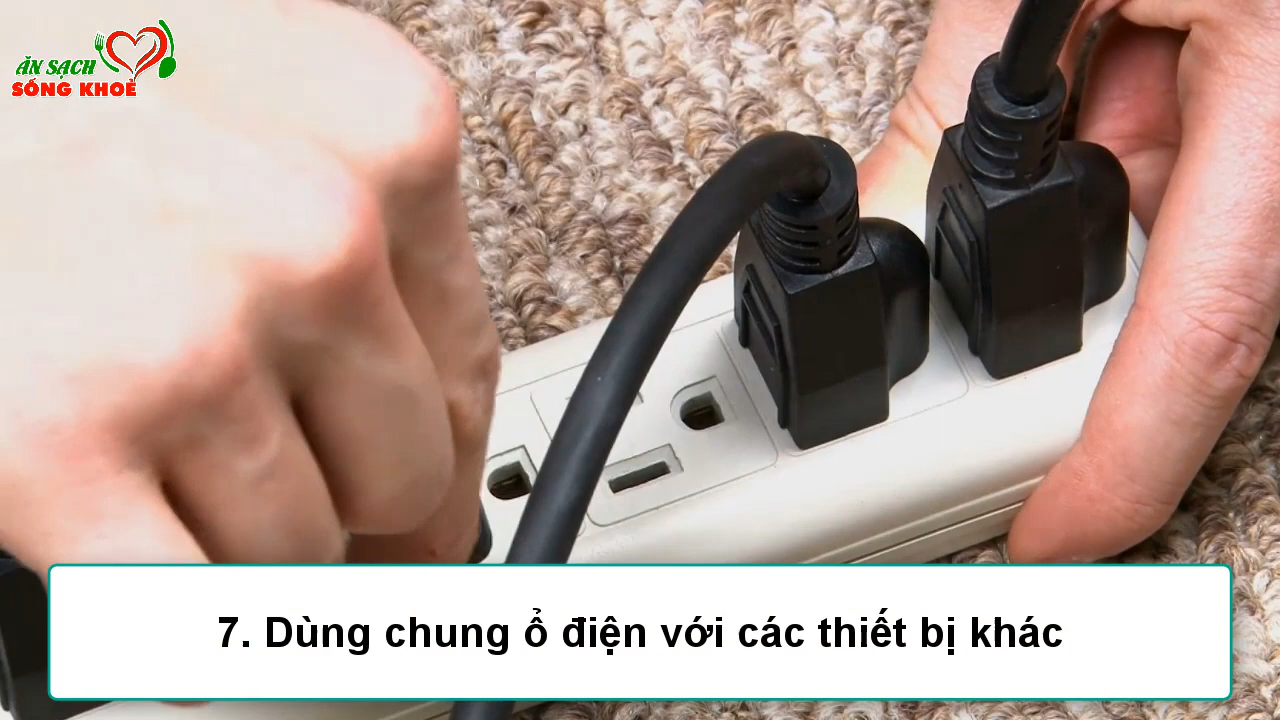 ĂN SẠCH
SỐNG KHOẺ
7. Dùng chung ổ điện với các thiết bị khác